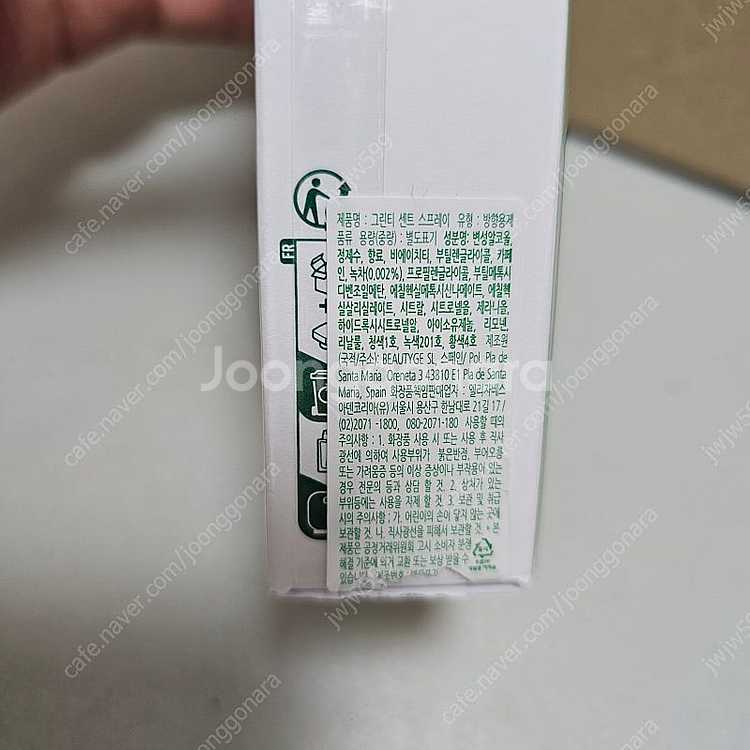 FR
제품명 : 그린티 센트 스프레이 유형 : 방향용제
품류 용량(중량) : 별도표기 성분명: 변성알코올,
정제수, 향료, 비에이치티, 부틸렌글라이콜, 카페
인, 녹차(0.002%), 프로필렌글라이콜, 부틸메톡시
디벤조일메탄, 에칠헥실메톡시신나메이트, 에칠헥
실살리실레이트, 시트랄, 시트로넬올, 제라니올,
하이드록시시트로넬알, 아이소유제놀, 리모넨,
리날룰, 청색1호, 녹색201호, 황색4호 제조원
(국적/주소): BEAUTYGE SL, 스페인/ Pol. Pla de
Santa Maria Oreneta 3 43810 E1 Pla de Santa
Maria, Spain 화장품책임판매업자 : 엘리자베스
아덴코리아(유) 서울시 용산구 한남대로 21길 17 /
(02)2071 -1800, 080-2071-180 사용할 때의
주의사항 : 1. 화장품 사용 시 또는 사용 후 직사
광선에 의하여 사용부위가 붉은반점, 부어오름
또는 가려움증 등의 이상 증상이나 부작용이 있는
경우 전문의 등과 상담 할 것. 2. 상처가 있는
부위등에는 사용을 자제 할 것. 3. 보관 및 취급
시의 주의사항 : 가. 어린이의 손이 닿지 않는 곳에
보관할 것. 나. 직사광선을 피해서 보관할 것. • 본
제품은 공정거래위원회 고시 소비자 분쟁
해결 기준에 의거 교환 또는 보상 받을 수
있습니다.
Joonggonara
cafe.naver.com/joonggonara
jwjw599